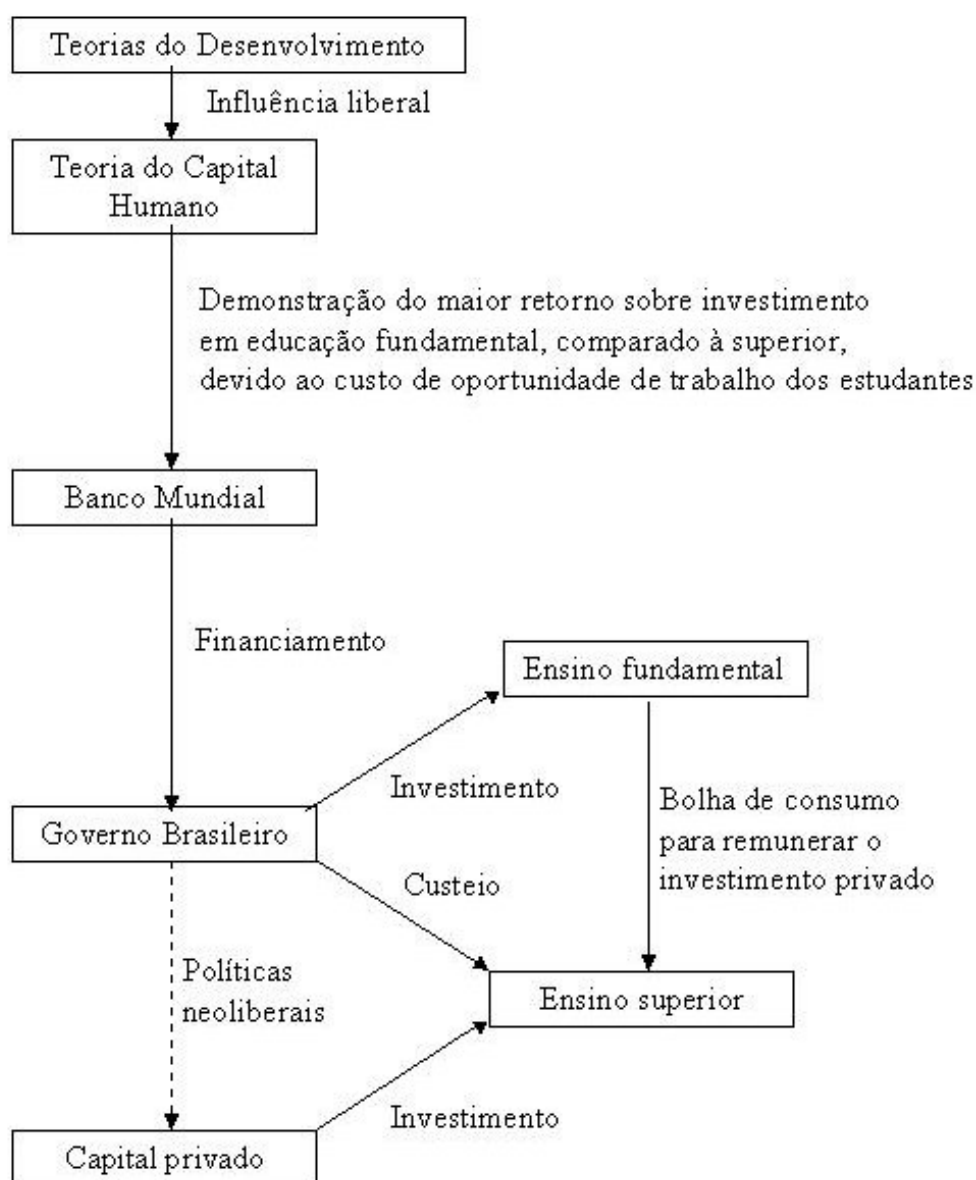 Teorias do Desenvolvimento
Influência liberal
Teoria do Capital
Humano
Demonstração do maior retorno sobre investimento
em educação fundamental, comparado à superior,
devido ao custo de oportunidade de trabalho dos estudantes
Banco Mundial
Financiamento
Ensino fundamental
Investimento
Governo Brasileiro
Bolha de consumo
para remunerar o
investimento privado
Custeio
Políticas
neoliberais
Ensino superior
Investimento
Capital privado